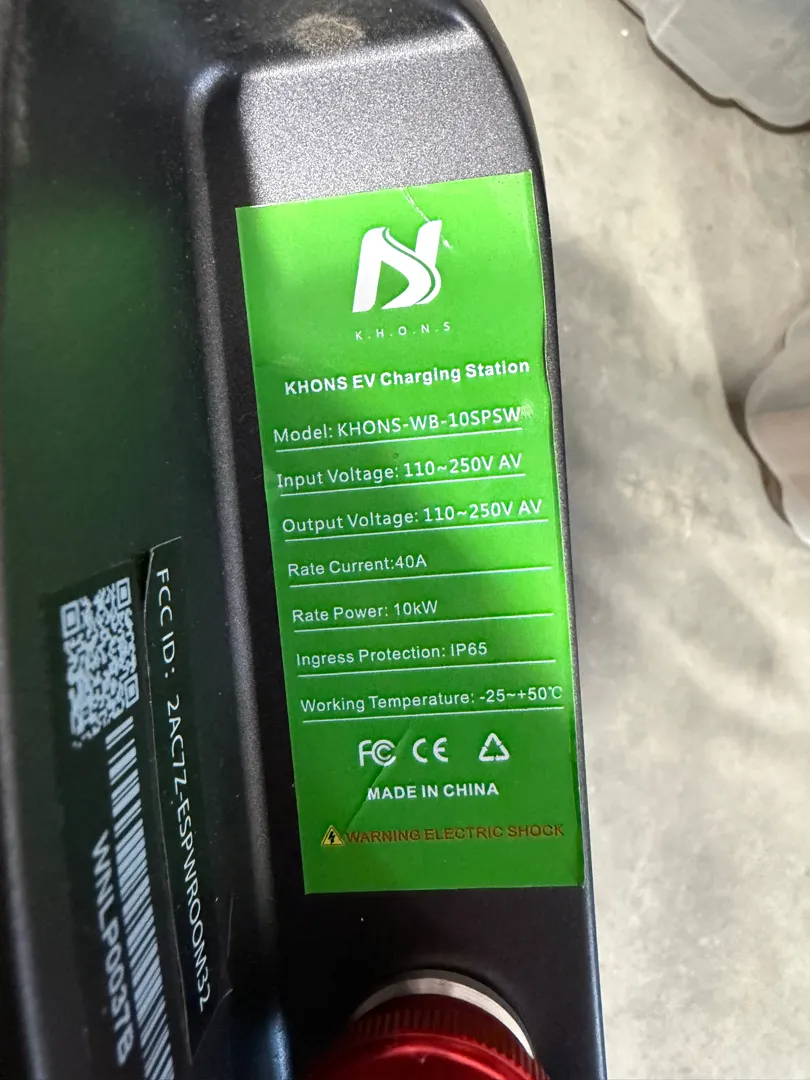 K.H.O.N.S
KHONS EV Charging Station
Model: KHONS-WB-10SPSW
Input Voltage: 110~250V AV
Output Voltage: 110~250V AV
Rate Current:40A
Rate Power: 10kW
Ingress Protection: IP65
Working Temperature: -25~+50℃
FC CE
MADE IN CHINA
WARNING ELECTRIC SHOCK
FCC ID: 2AC7Z-ESPWROOM32
WNLP0037B